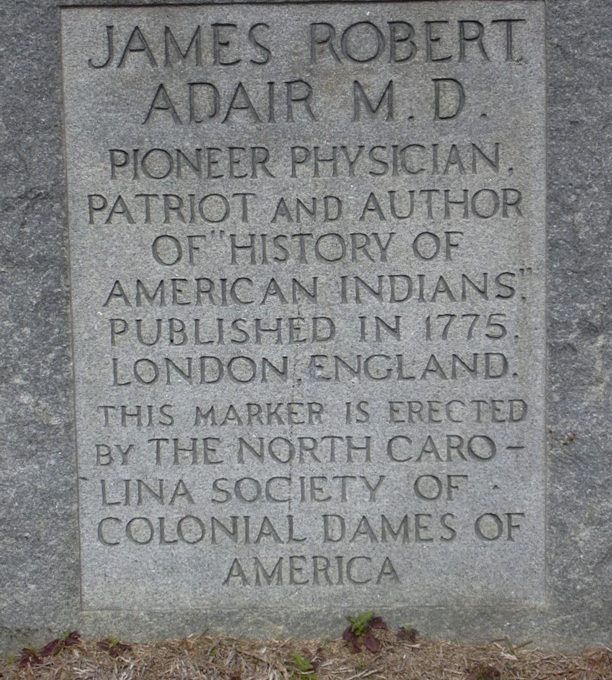 JAMES ROBERT
ADAIR M.D.
PIONEER PHYSICIAN,
PATRIOT AND AUTHOR
OF "HISTORY OF
AMERICAN INDIANS",
PUBLISHED IN 1775,
LONDON, ENGLAND.
THIS MARKER IS ERECTED
BY THE NORTH CARO-
LINA SOCIETY OF
COLONIAL DAMES OF
AMERICA